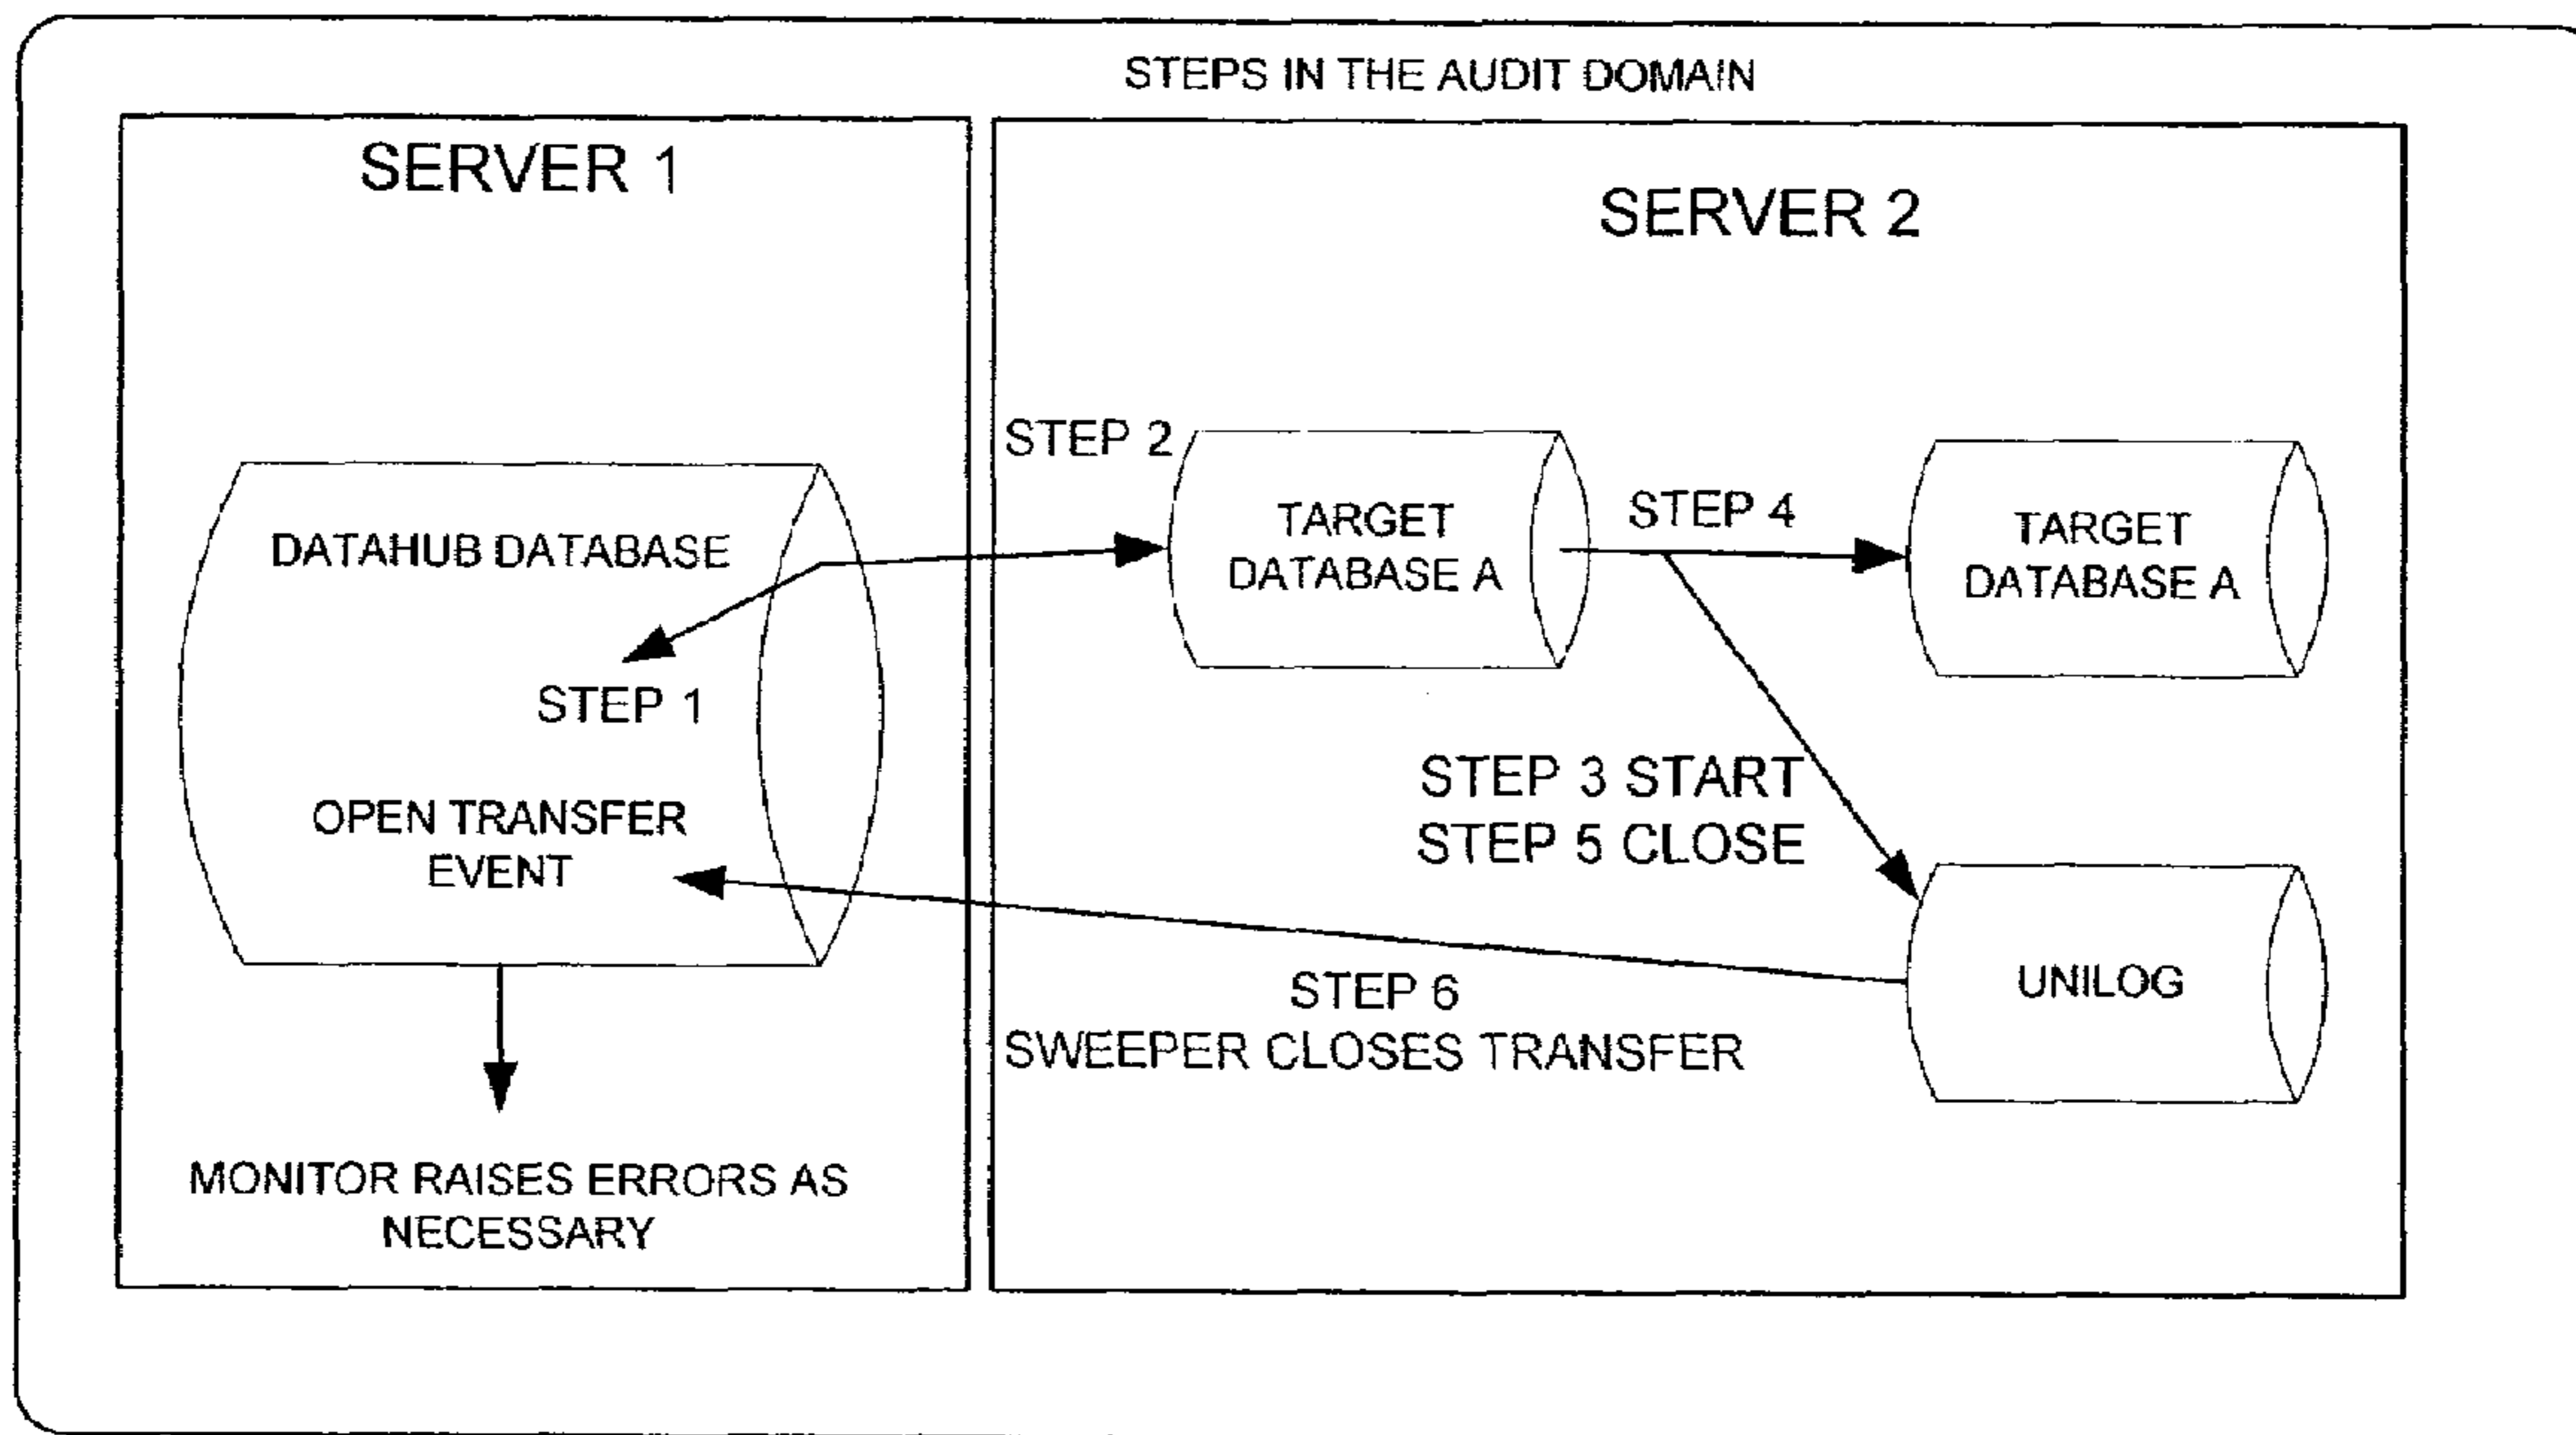 STEPS IN THE AUDIT DOMAIN
SERVER 1
DATAHUB DATABASE
STEP 1
OPEN TRANSFER
EVENT
MONITOR RAISES ERRORS AS
NECESSARY
SERVER 2
STEP 2
TARGET
DATABASE A
STEP 4
TARGET
DATABASE A
STEP 3 START
STEP 5 CLOSE
UNILOG
STEP 6
SWEEPER CLOSES TRANSFER